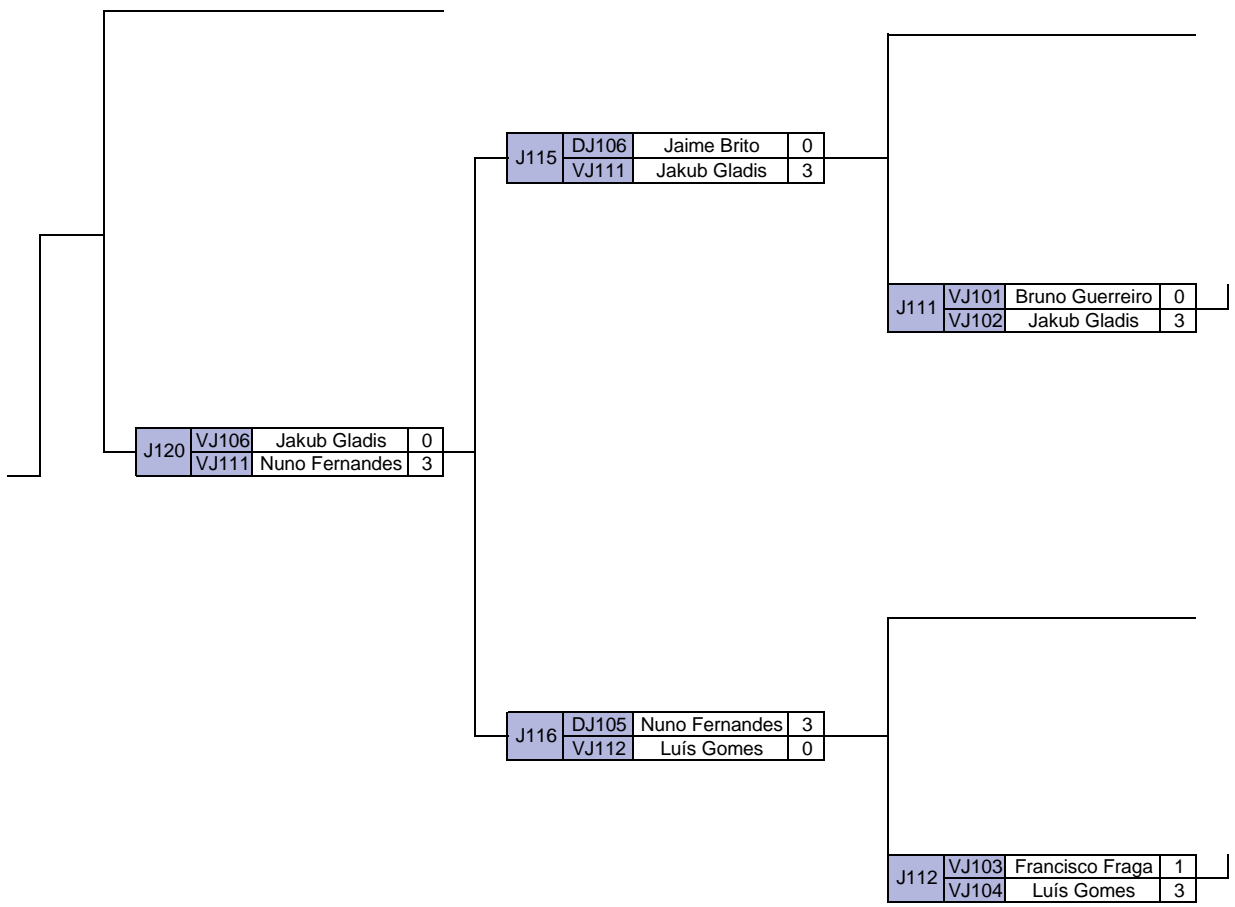 J115 DJ106 Jaime Brito 0
VJ111 Jakub Gladis 3
J111 VJ101 Bruno Guerreiro 0
VJ102 Jakub Gladis 3
J120 VJ106 Jakub Gladis 0
VJ111 Nuno Fernandes 3
J116 DJ105 Nuno Fernandes 3
VJ112 Luís Gomes 0
J112 VJ103 Francisco Fraga 1
VJ104 Luís Gomes 3